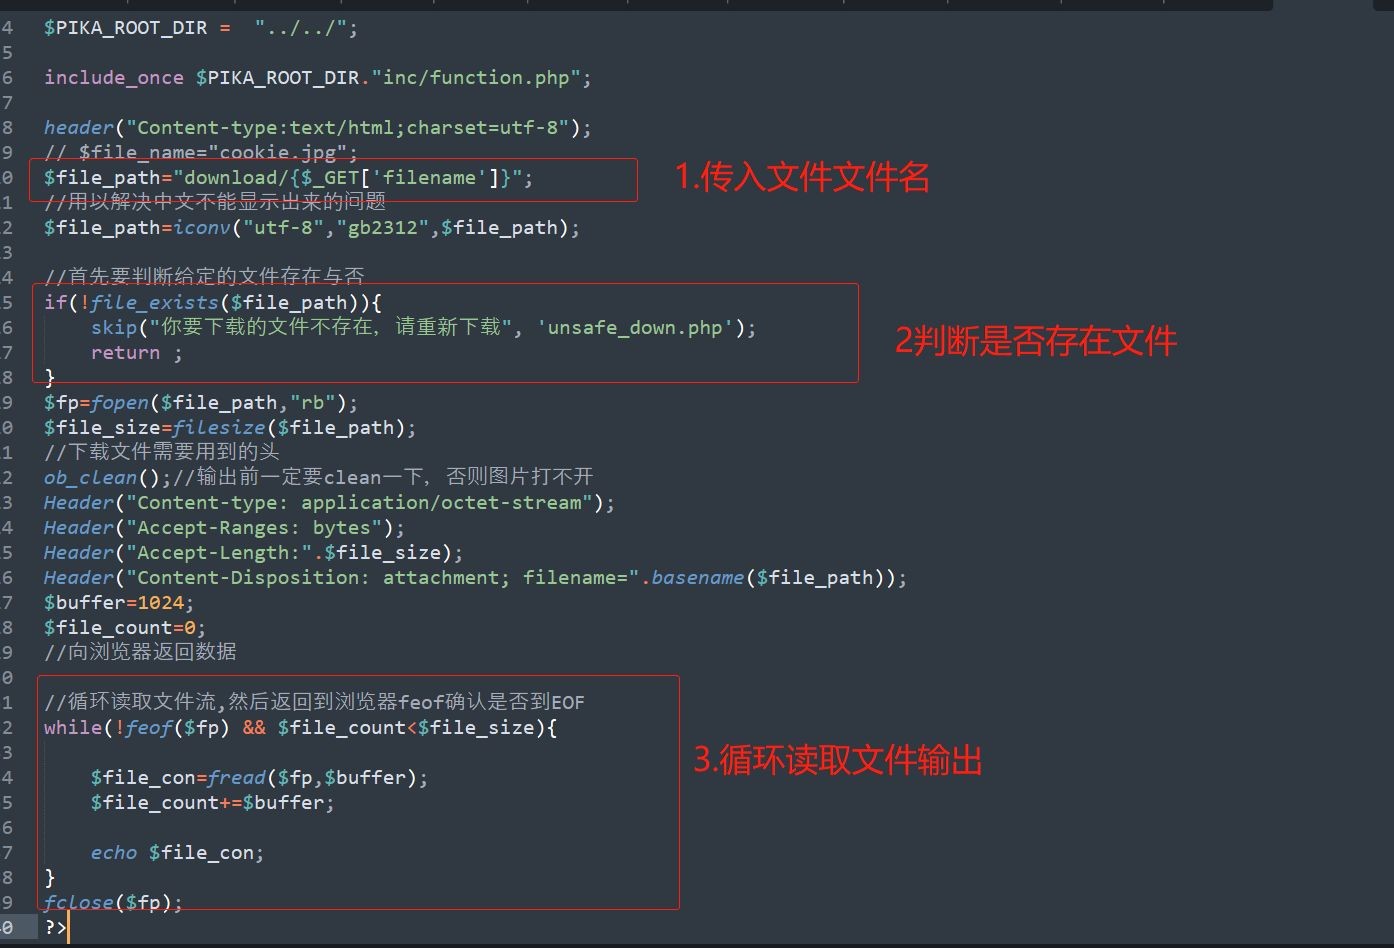 4 $PIKA_ROOT_DIR = "../../";
5
6 include_once $PIKA_ROOT_DIR."inc/function.php";
7
8 header("Content-type:text/html;charset=utf-8");
9 // $file_name="cookie.jpg";
0 $file_path="download/{$_GET['filename']}"; 1.传入文件文件名
1 //用以解决中文不能显示出来的问题
2 $file_path=iconv("utf-8","gb2312",$file_path);
3
4 //首先要判断给定的文件存在与否
5 if(!file_exists($file_path)){
6 skip("你要下载的文件不存在，请重新下载", 'unsafe_down.php'); 2判断是否存在文件
7 return ;
8 }
9 $fp=fopen($file_path,"rb");
0 $file_size=filesize($file_path);
1 //下载文件需要用到的头
2 ob_clean();//输出前一定要clean一下，否则图片打不开
3 Header("Content-type: application/octet-stream");
4 Header("Accept-Ranges: bytes");
5 Header("Accept-Length:".$file_size);
6 Header("Content-Disposition: attachment; filename=".basename($file_path));
7 $buffer=1024;
8 $file_count=0;
9 //向浏览器返回数据
0
1 //循环读取文件流,然后返回到浏览器feof确认是否到EOF
2 while(!feof($fp) && $file_count<$file_size){
3
4 $file_con=fread($fp,$buffer); 3.循环读取文件输出
5 $file_count+=$buffer;
6
7 echo $file_con;
8 }
9 fclose($fp);
0 ?>